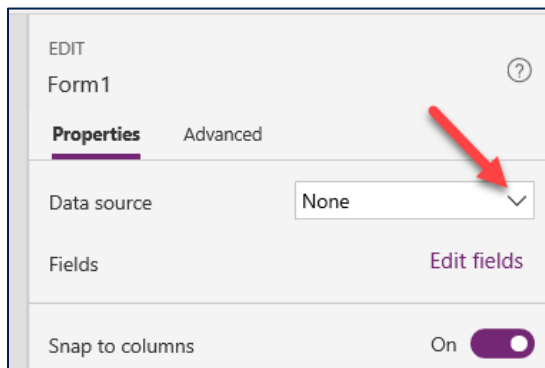 EDIT
Form1
?
Properties Advanced
Data source None
Fields Edit fields
Snap to columns On